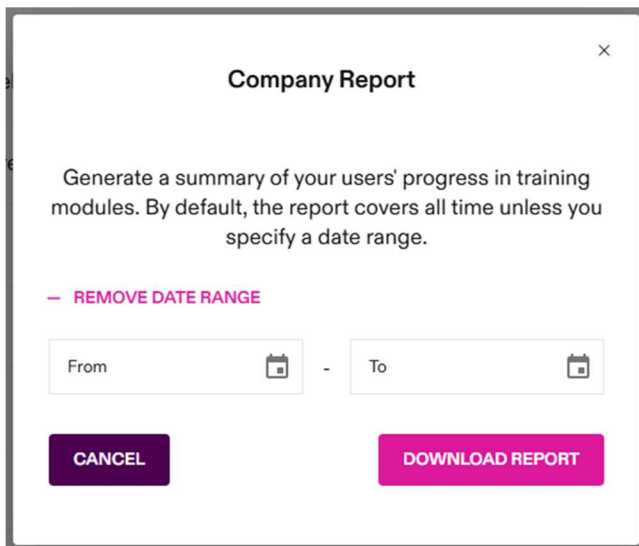 Company Report
Generate a summary of your users' progress in training
modules. By default, the report covers all time unless you
specify a date range.
— REMOVE DATE RANGE
From - To
CANCEL DOWNLOAD REPORT